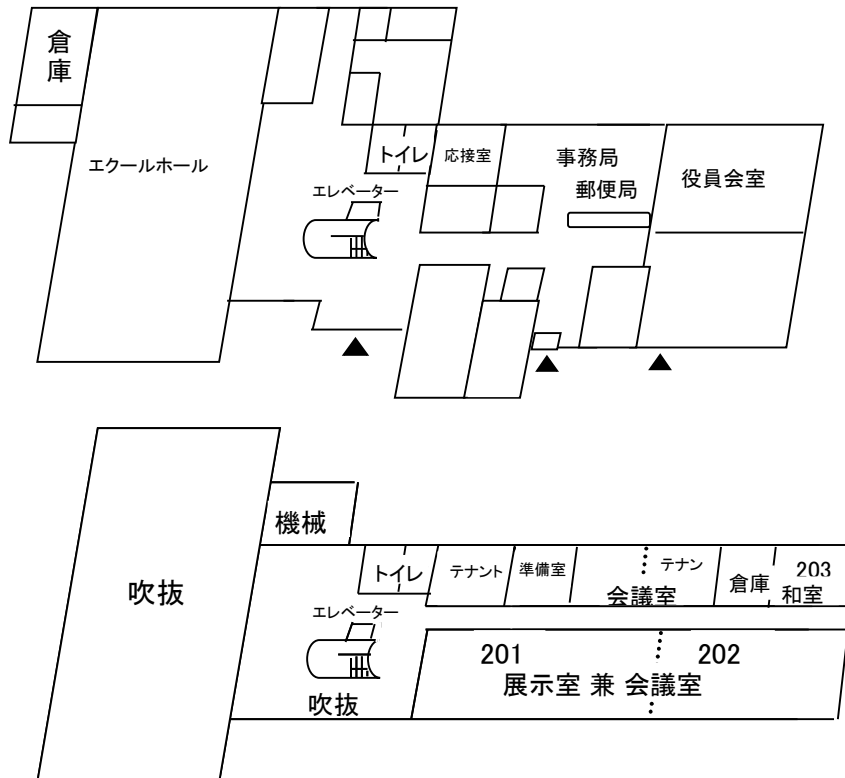 倉
庫
エクールホール
トイレ
応接室
事務局
郵便局
役員会室
エレベーター
吹抜
機械
トイレ
テナント
準備室
テナン
会議室
倉庫
203
和室
エレベーター
201
202
展示室 兼 会議室
吹抜